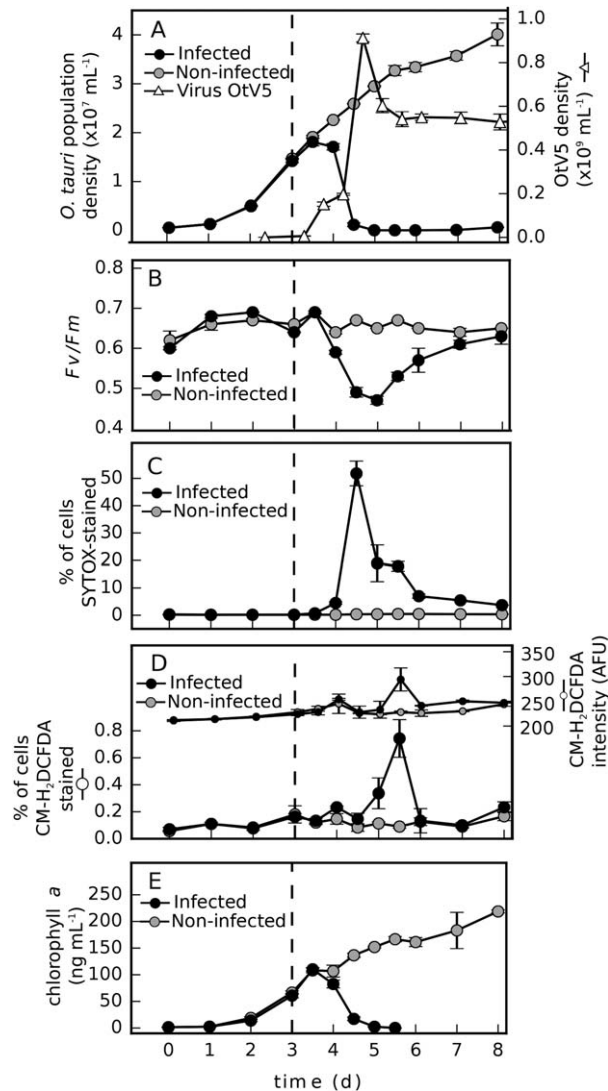 A
Infected
Non-infected
Virus OtV5
O. tauri population
density (x10⁷ mL⁻¹)
4
3
2
1
0
OtV5 density
(x10⁹ mL⁻¹)
1.0
0.8
0.6
0.4
0.2
0.0
B
Fv/Fm
0.8
0.7
0.6
0.5
0.4
Infected
Non-infected
C
Infected
Non-infected
% of cells
SYTOX-stained
50
40
30
20
10
0
D
Infected
Non-infected
% of cells
CM-H₂DCFDA
stained
0.8
0.6
0.4
0.2
0.0
CM-H₂DCFDA
intensity (AFU)
350
300
250
200
E
Infected
Non-infected
chlorophyll a
(ng mL⁻¹)
250
200
150
100
50
0
0 1 2 3 4 5 6 7 8
time (d)